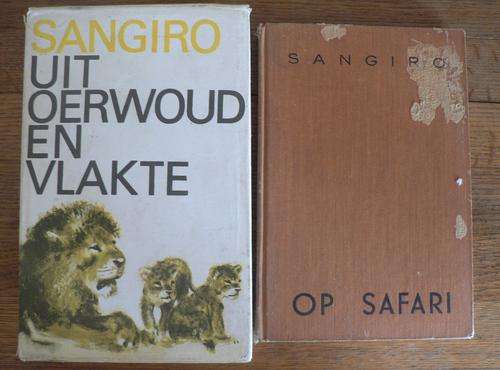 SANGIRO
UIT
OERWOUD
EN
VLAKTE
SANGIRO
OP SAFARI